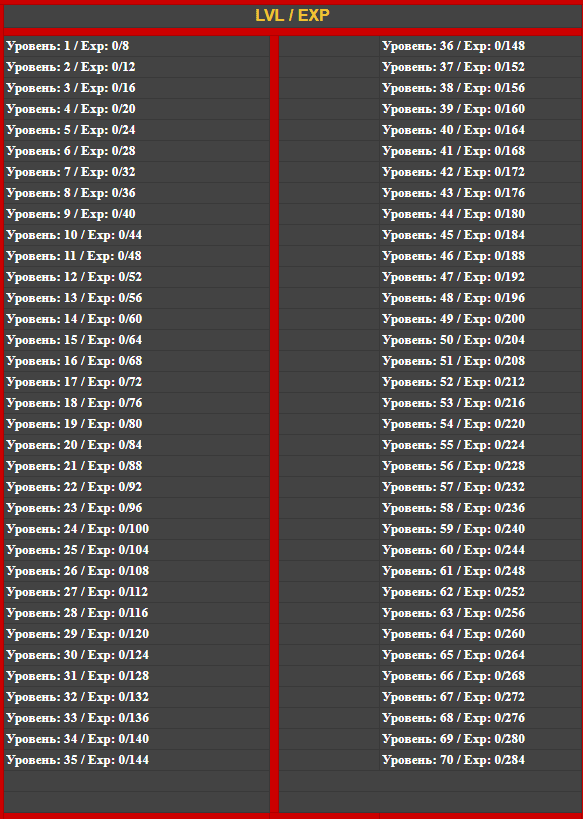 LVL / EXP
Уровень: 1 / Exp: 0/8
Уровень: 2 / Exp: 0/12
Уровень: 3 / Exp: 0/16
Уровень: 4 / Exp: 0/20
Уровень: 5 / Exp: 0/24
Уровень: 6 / Exp: 0/28
Уровень: 7 / Exp: 0/32
Уровень: 8 / Exp: 0/36
Уровень: 9 / Exp: 0/40
Уровень: 10 / Exp: 0/44
Уровень: 11 / Exp: 0/48
Уровень: 12 / Exp: 0/52
Уровень: 13 / Exp: 0/56
Уровень: 14 / Exp: 0/60
Уровень: 15 / Exp: 0/64
Уровень: 16 / Exp: 0/68
Уровень: 17 / Exp: 0/72
Уровень: 18 / Exp: 0/76
Уровень: 19 / Exp: 0/80
Уровень: 20 / Exp: 0/84
Уровень: 21 / Exp: 0/88
Уровень: 22 / Exp: 0/92
Уровень: 23 / Exp: 0/96
Уровень: 24 / Exp: 0/100
Уровень: 25 / Exp: 0/104
Уровень: 26 / Exp: 0/108
Уровень: 27 / Exp: 0/112
Уровень: 28 / Exp: 0/116
Уровень: 29 / Exp: 0/120
Уровень: 30 / Exp: 0/124
Уровень: 31 / Exp: 0/128
Уровень: 32 / Exp: 0/132
Уровень: 33 / Exp: 0/136
Уровень: 34 / Exp: 0/140
Уровень: 35 / Exp: 0/144
Уровень: 36 / Exp: 0/148
Уровень: 37 / Exp: 0/152
Уровень: 38 / Exp: 0/156
Уровень: 39 / Exp: 0/160
Уровень: 40 / Exp: 0/164
Уровень: 41 / Exp: 0/168
Уровень: 42 / Exp: 0/172
Уровень: 43 / Exp: 0/176
Уровень: 44 / Exp: 0/180
Уровень: 45 / Exp: 0/184
Уровень: 46 / Exp: 0/188
Уровень: 47 / Exp: 0/192
Уровень: 48 / Exp: 0/196
Уровень: 49 / Exp: 0/200
Уровень: 50 / Exp: 0/204
Уровень: 51 / Exp: 0/208
Уровень: 52 / Exp: 0/212
Уровень: 53 / Exp: 0/216
Уровень: 54 / Exp: 0/220
Уровень: 55 / Exp: 0/224
Уровень: 56 / Exp: 0/228
Уровень: 57 / Exp: 0/232
Уровень: 58 / Exp: 0/236
Уровень: 59 / Exp: 0/240
Уровень: 60 / Exp: 0/244
Уровень: 61 / Exp: 0/248
Уровень: 62 / Exp: 0/252
Уровень: 63 / Exp: 0/256
Уровень: 64 / Exp: 0/260
Уровень: 65 / Exp: 0/264
Уровень: 66 / Exp: 0/268
Уровень: 67 / Exp: 0/272
Уровень: 68 / Exp: 0/276
Уровень: 69 / Exp: 0/280
Уровень: 70 / Exp: 0/284